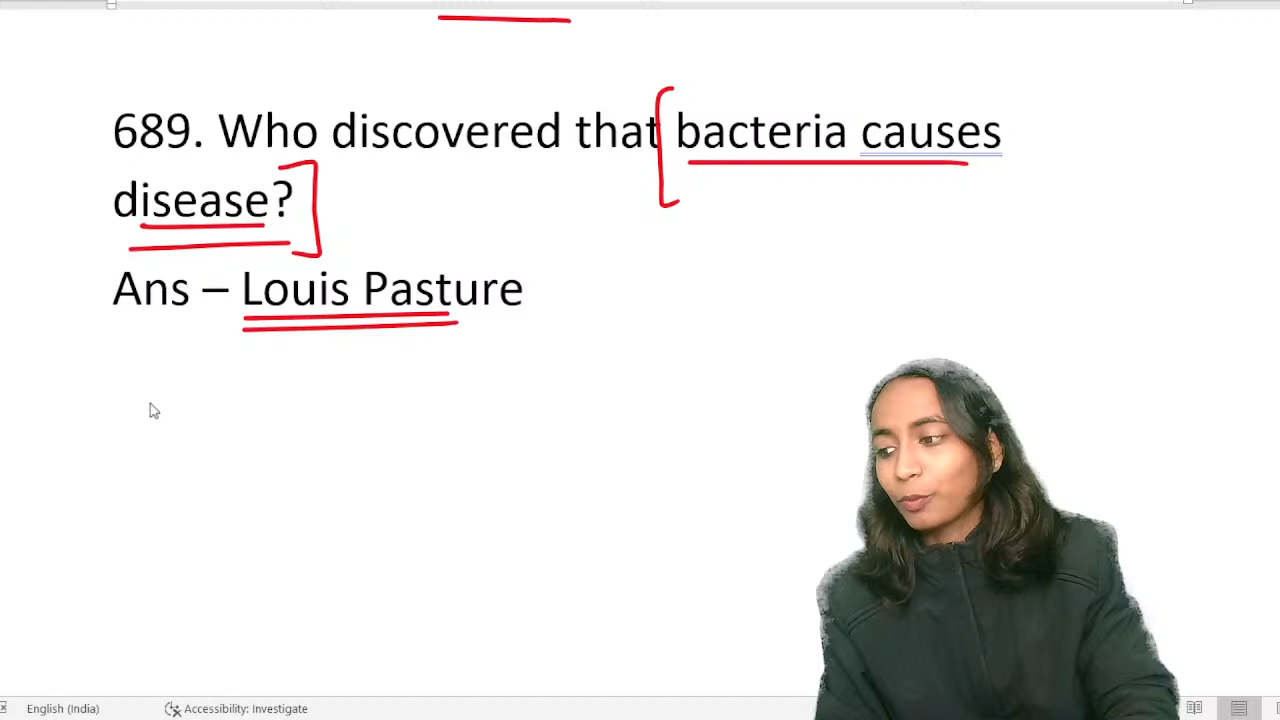 689. Who discovered that bacteria causes
disease?
Ans – Louis Pasture
English (India)
Accessibility: Investigate